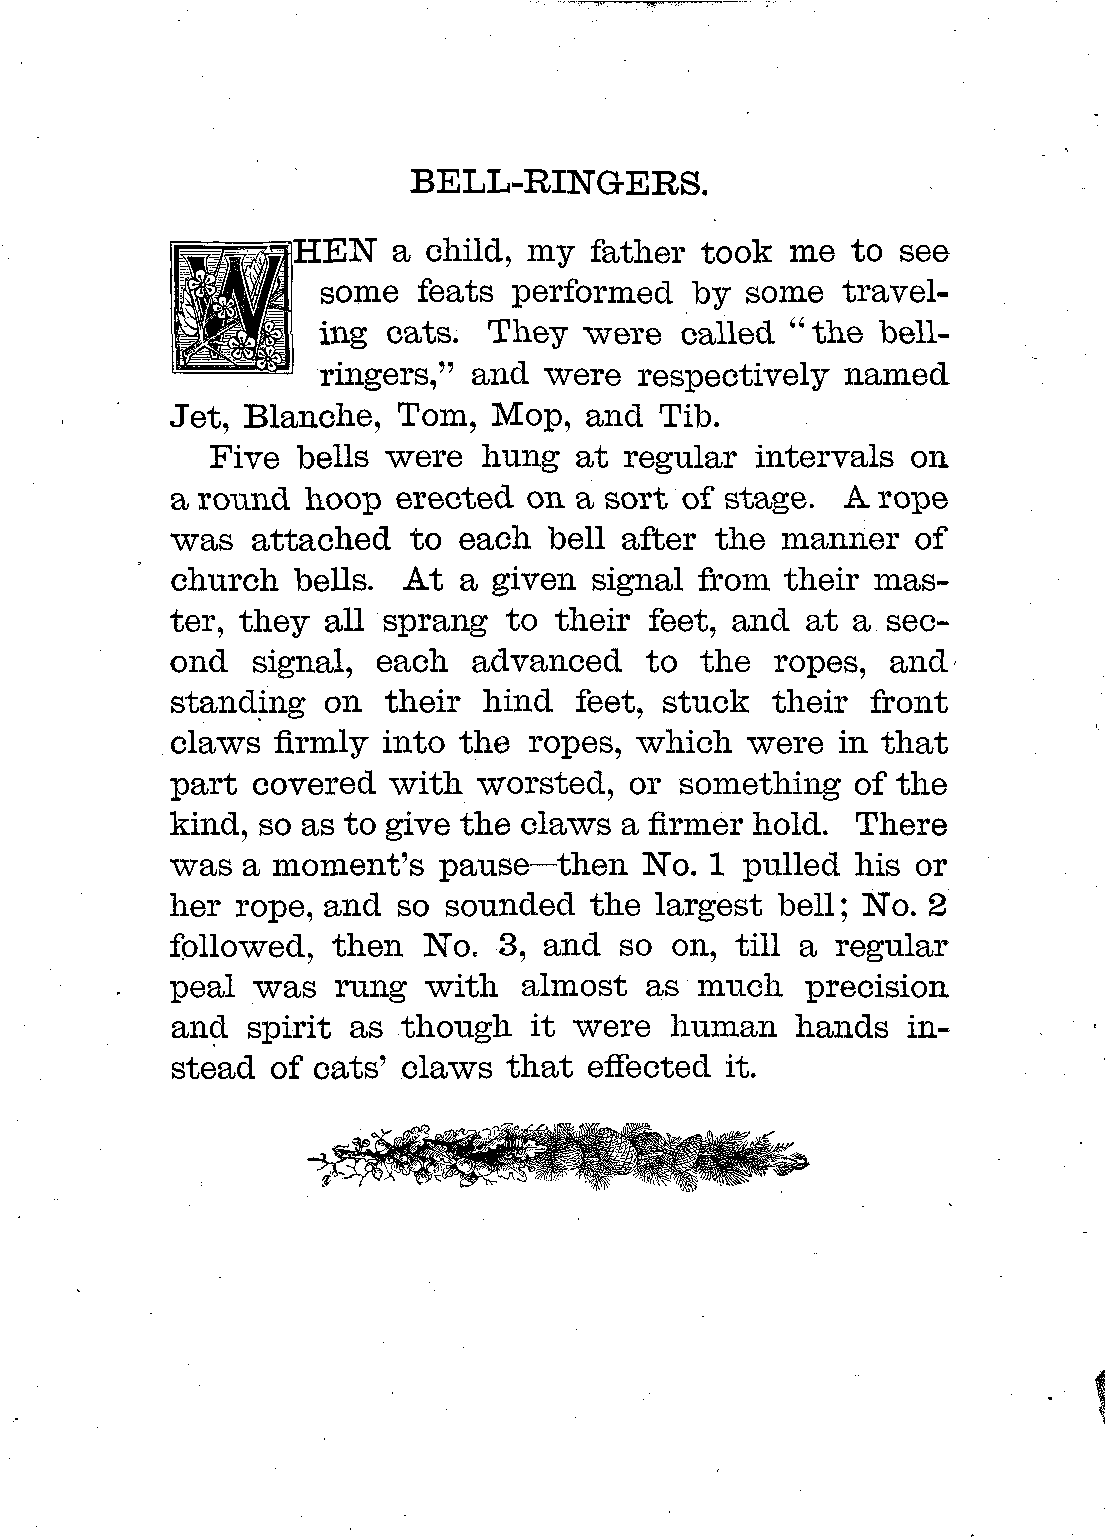 BELL-RINGERS.
WHEN a child, my father took me to see
some feats performed by some travel-
ing cats. They were called “the bell-
ringers,” and were respectively named
Jet, Blanche, Tom, Mop, and Tib.
Five bells were hung at regular intervals on
a round hoop erected on a sort of stage. A rope
was attached to each bell after the manner of
church bells. At a given signal from their mas-
ter, they all sprang to their feet, and at a sec-
ond signal, each advanced to the ropes, and
standing on their hind feet, stuck their front
claws firmly into the ropes, which were in that
part covered with worsted, or something of the
kind, so as to give the claws a firmer hold. There
was a moment’s pause—then No. 1 pulled his or
her rope, and so sounded the largest bell; No. 2
followed, then No. 3, and so on, till a regular
peal was rung with almost as much precision
and spirit as though it were human hands in-
stead of cats’ claws that effected it.